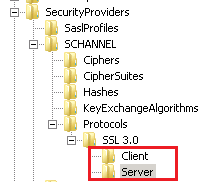 SecurityProviders
SaslProfiles
SCHANNEL
Ciphers
CipherSuites
Hashes
KeyExchangeAlgorithms
Protocols
SSL 3.0
Client
Server